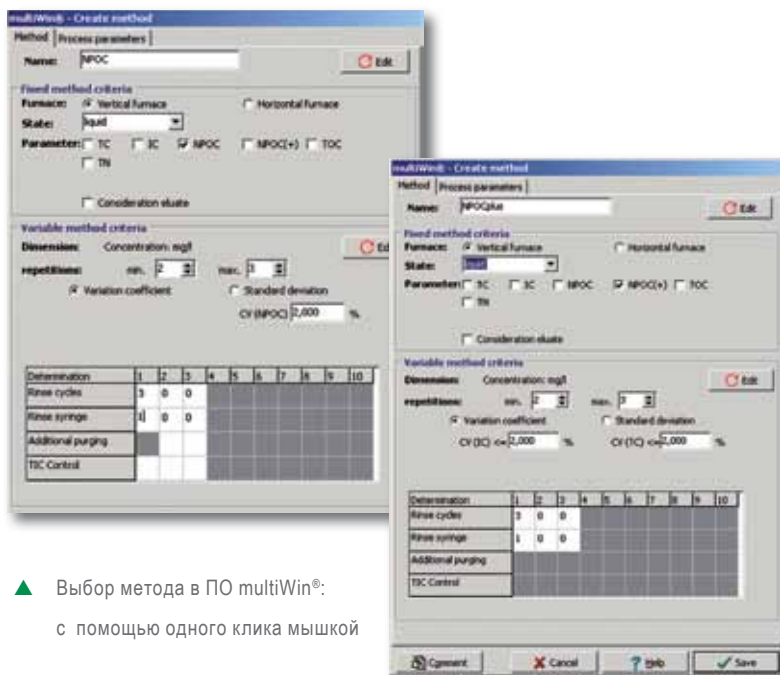 multiWin® - Create method
Method Process parameters
Name: NPOC Edit
Fixed method criteria
Furnace: Vertical furnace Horizontal furnace
State: liquid
Parameter: TC IC NPOC NPOC(+) TOC
TN
Consideration eluate
Variable method criteria
Dimension: Concentration: mg/l
repetitions: min. 2 max. 3
Variation coefficient Standard deviation
CV (NPOC) 2,000 %
Determination 1 2 3 4 5 6 7 8 9 10
Rinse cycles 3 0 0
Rinse syringe 1 0 0
Additional purging
TIC Control
multiWin® - Create method
Method Process parameters
Name: NPOCplus Edit
Fixed method criteria
Furnace: Vertical furnace Horizontal furnace
State: liquid
Parameter: TC IC NPOC NPOC(+) TOC
TN
Consideration eluate
Variable method criteria
Dimension: Concentration: mg/l Edit
repetitions: min. 2 max. 3
Variation coefficient Standard deviation
CV (IC) <= 2,000 % CV (TC) <= 2,000 %
Determination 1 2 3 4 5 6 7 8 9 10
Rinse cycles 3 0 0
Rinse syringe 1 0 0
Additional purging
TIC Control
Comment Cancel Help Save
▲ Выбор метода в ПО multiWin®:
с помощью одного клика мышкой